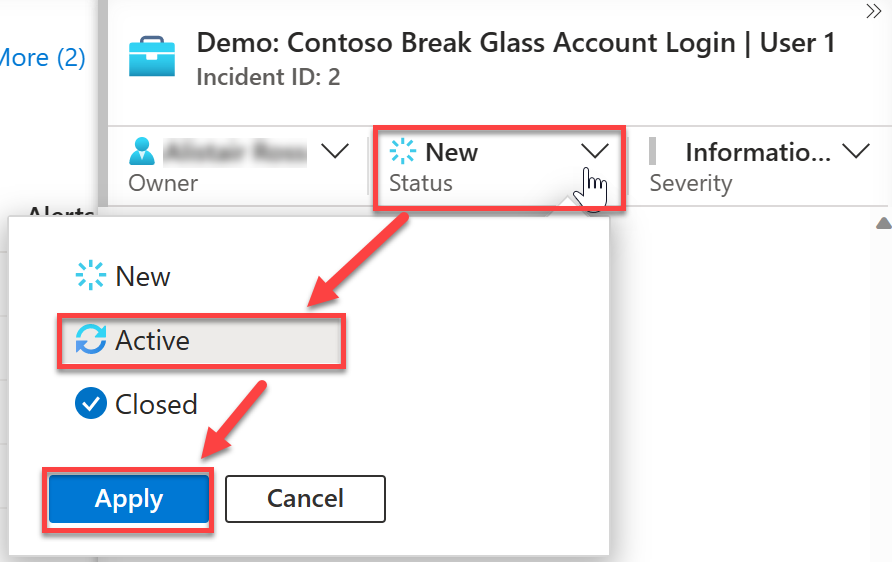 More (2)
Demo: Contoso Break Glass Account Login | User 1
Incident ID: 2
New
Informatio...
Owner
Status
Severity
Alerts
New
Active
Closed
Apply
Cancel